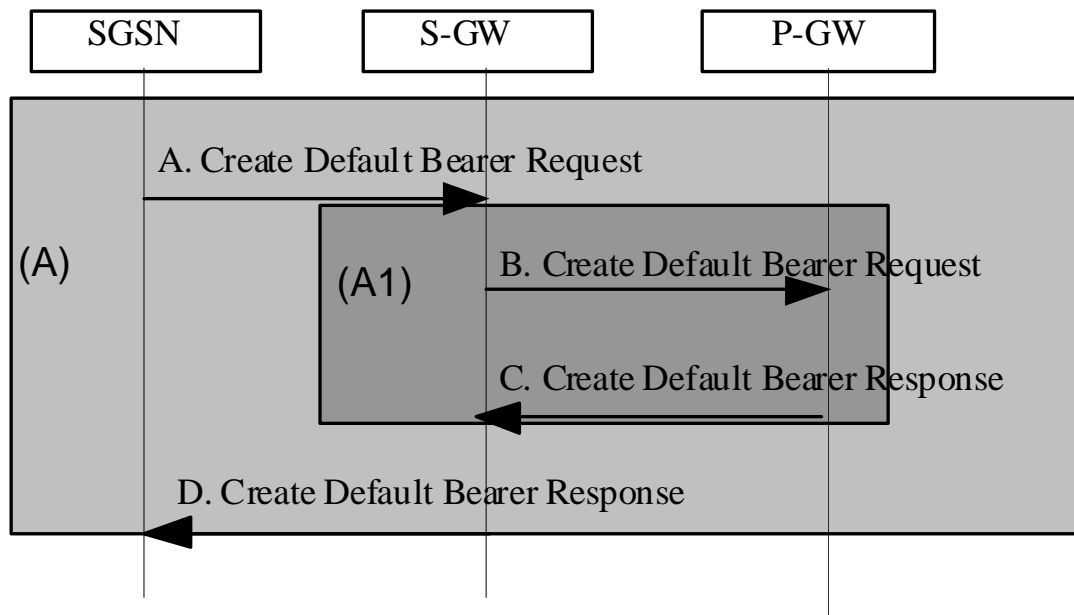 SGSN
S-GW
P-GW
A. Create Default Bearer Request
(A)
B. Create Default Bearer Request
(A1)
C. Create Default Bearer Response
D. Create Default Bearer Response